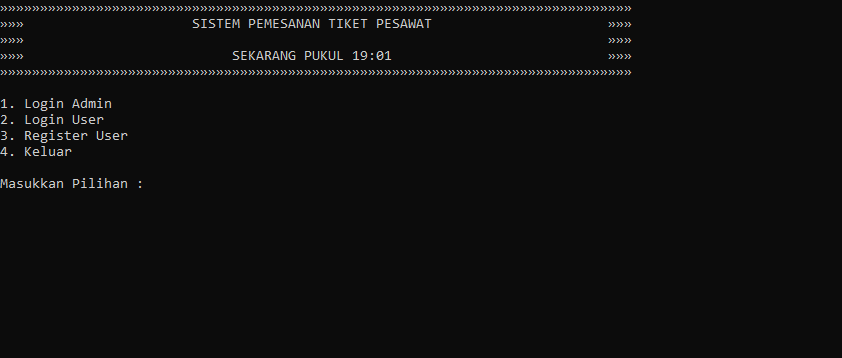 »»»»»»»»»»»»»»»»»»»»»»»»»»»»»»»»»»»»»»»»»»»»»»»»»»»»»»»»»»»»»»»»»»»»»»»»»»»»»»»
»»» SISTEM PEMESANAN TIKET PESAWAT »»»
»»» »»»
»»» SEKARANG PUKUL 19:01 »»»
»»»»»»»»»»»»»»»»»»»»»»»»»»»»»»»»»»»»»»»»»»»»»»»»»»»»»»»»»»»»»»»»»»»»»»»»»»»»»»»
1. Login Admin
2. Login User
3. Register User
4. Keluar
Masukkan Pilihan :